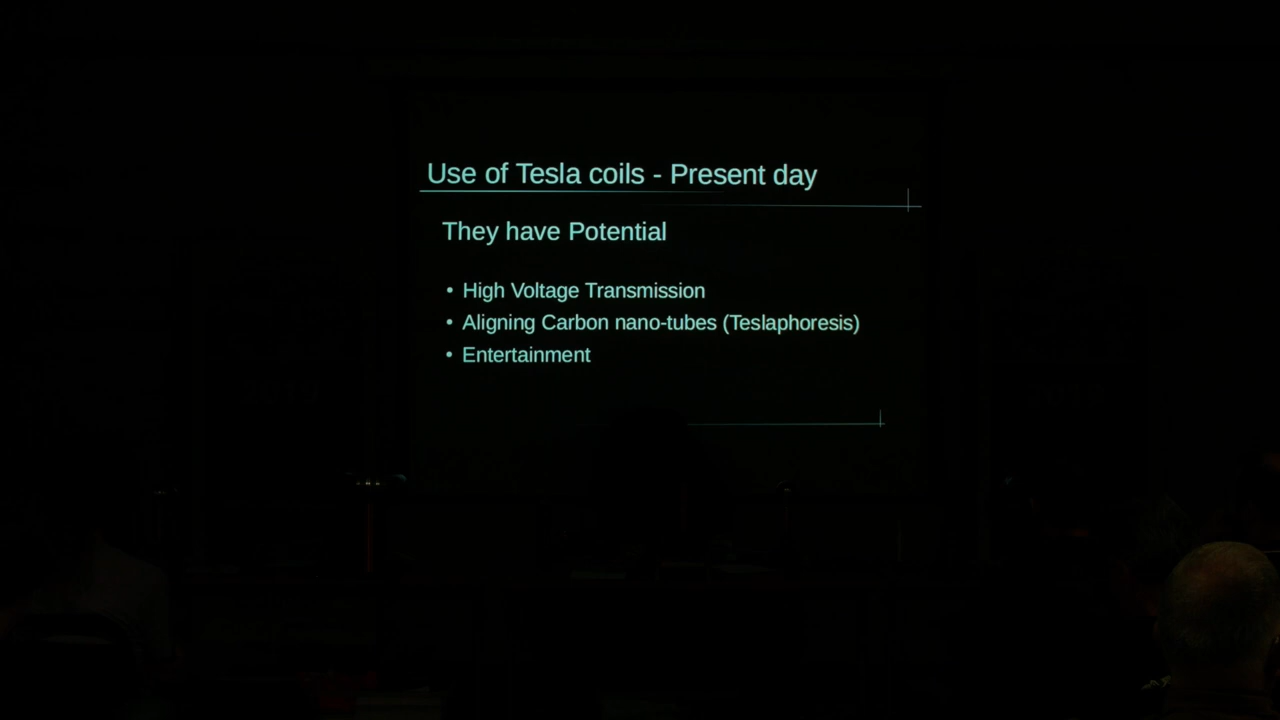 Use of Tesla coils - Present day
They have Potential
• High Voltage Transmission
• Aligning Carbon nano-tubes (Teslaphoresis)
• Entertainment